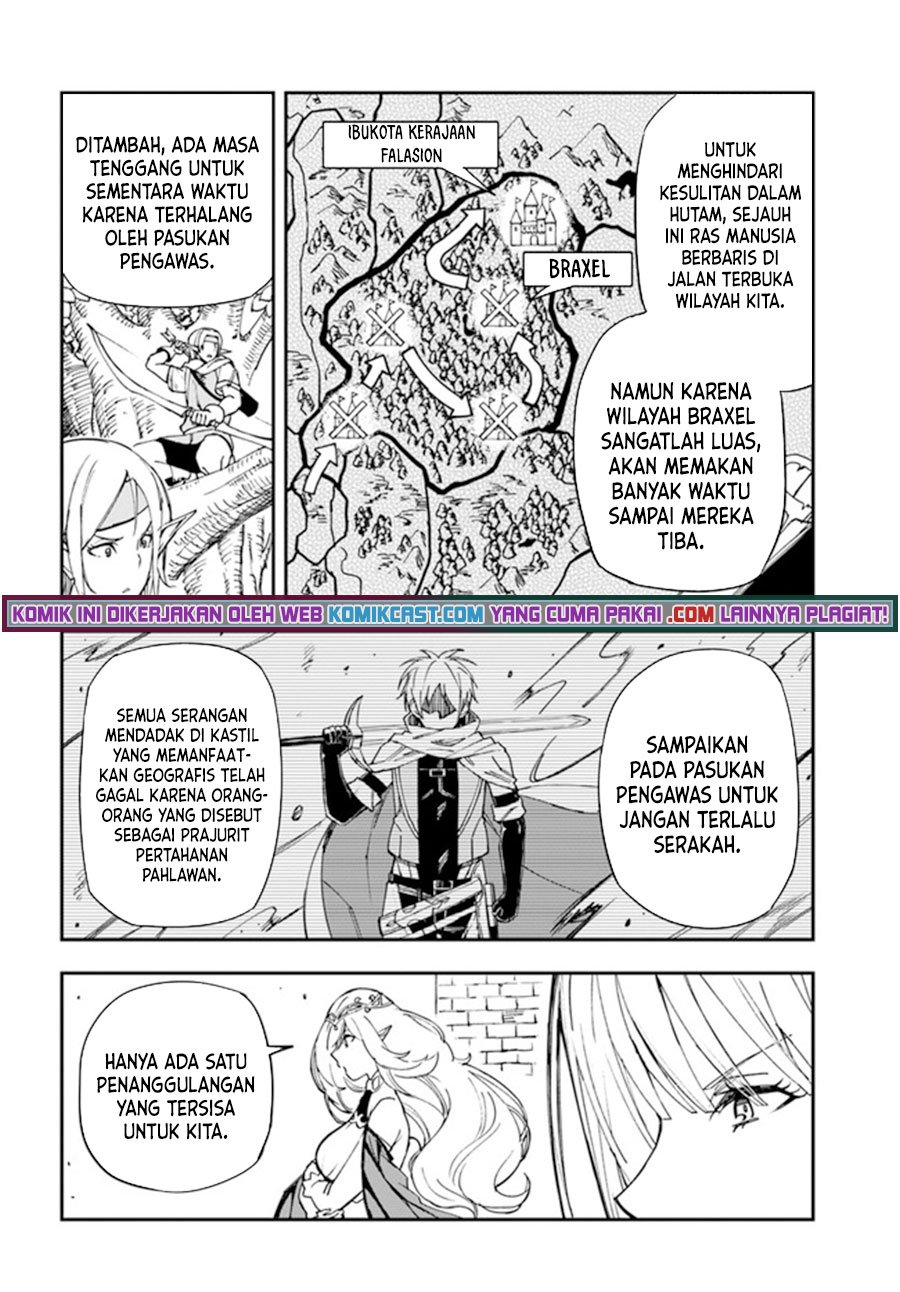 UNTUK
MENGHINDARI
KESULITAN DALAM
HUTAM, SEJAUH
INI RAS MANUSIA
BERBARIS DI
JALAN TERBUKA
WILAYAH KITA.
IBUKOTA KERAJAAN
FALASION
BRAXEL
NAMUN KARENA
WILAYAH BRAXEL
SANGATLAH LUAS,
AKAN MEMAKAN
BANYAK WAKTU
SAMPAI MEREKA
TIBA.
DITAMBAH, ADA MASA
TENGGANG UNTUK
SEMENTARA WAKTU
KARENA TERHALANG
OLEH PASUKAN
PENGAWAS.
KOMIK INI DIKERJAKAN OLEH WEB KOMIKCAST.COM YANG CUMA PAKAI .COM LAINNYA PLAGIAT!
SAMPAIKAN
PADA PASUKAN
PENGAWAS UNTUK
JANGAN TERLALU
SERAKAH.
SEMUA SERANGAN
MENDADAK DI KASTIL
YANG MEMANFAAT-
KAN GEOGRAFIS TELAH
GAGAL KARENA ORANG-
ORANG YANG DISEBUT
SEBAGAI PRAJURIT
PERTAHANAN
PAHLAWAN.
HANYA ADA SATU
PENANGGULANGAN
YANG TERSISA
UNTUK KITA.